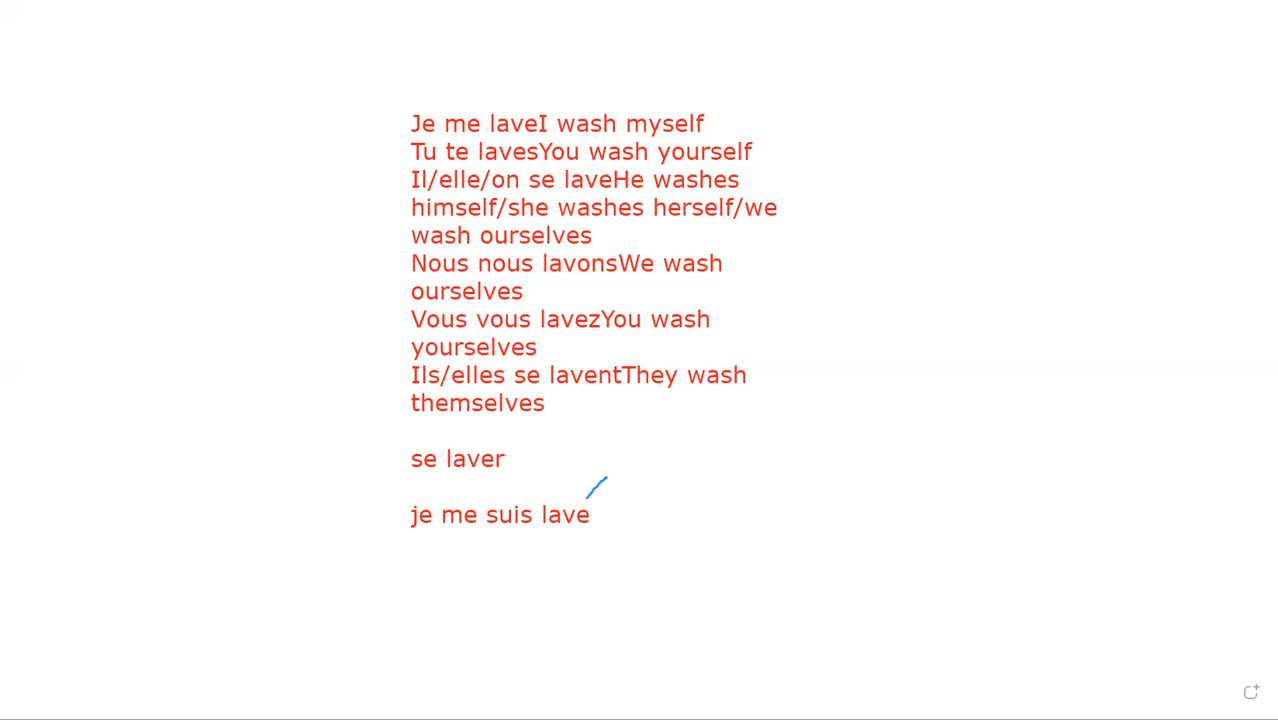 Je me laveI wash myself
Tu te lavesYou wash yourself
Il/elle/on se laveHe washes
himself/she washes herself/we
wash ourselves
Nous nous lavonsWe wash
ourselves
Vous vous lavezYou wash
yourselves
Ils/elles se laventThey wash
themselves
se laver
je me suis lavé